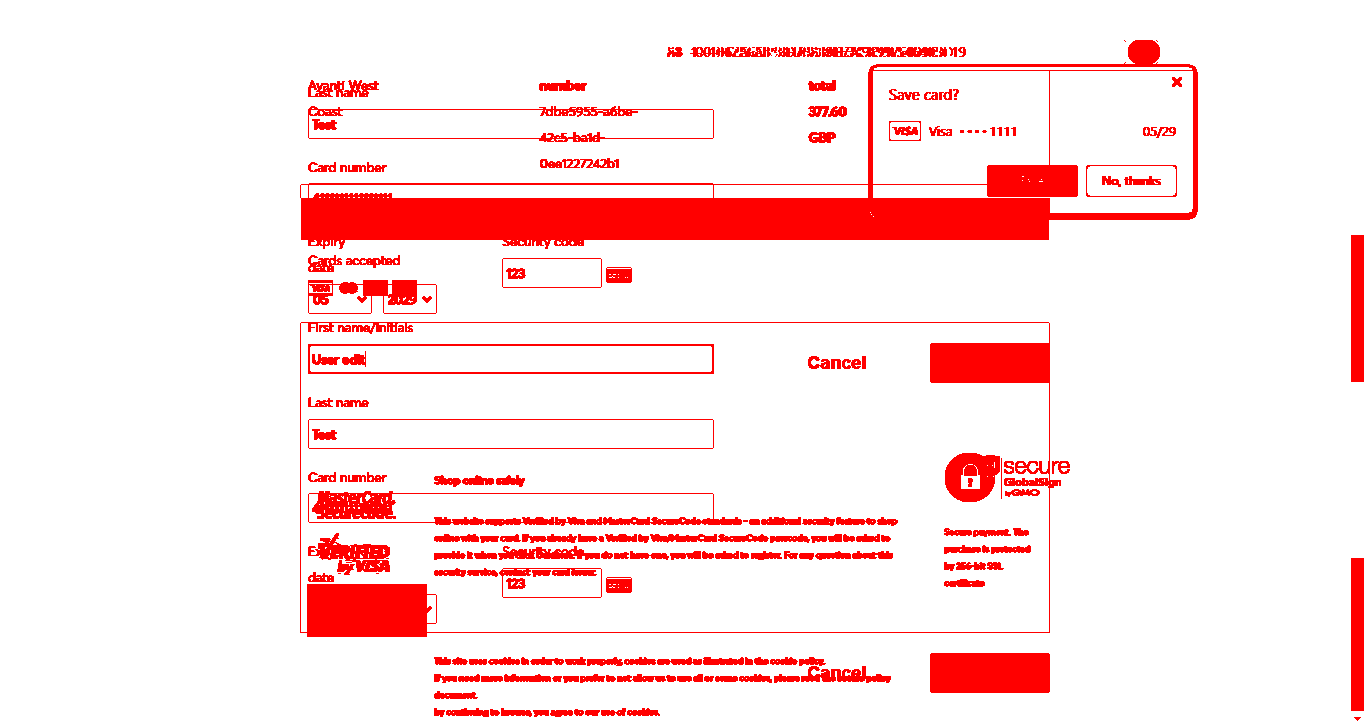 Avanti West
Coast
number
7dbe5955-a6be-
42e5-ba1d-
0ee1227242b1
total
377.60
GBP
Save card?
VISA Visa •••• 1111 05/29
No, thanks
Last name
Test
Card number
Expiry
date
Security code
Cards accepted
VISA
05
2029
123
First name/Initials
User edit
Cancel
Last name
Test
Card number
MasterCard
SecureCode.
Shop online safely
This website supports Verified by Visa and MasterCard SecureCode standards - an additional security feature to shop
online with your card. If you already have a Verified by Visa/MasterCard SecureCode passcode, you will be asked to
provide it when you If you do not have one, you will be asked to register. For any question about this
security service, contact your card issuer.
Security code
123
date
VERIFIED
by VISA
secure
GlobalSign
by GMO
Secure payment. The
purchase is protected
by 256-bit SSL
certificate
This site uses cookies in order to work properly, cookies are used as illustrated in the cookie policy.
If you need more information or you prefer to not allow us to use all or some cookies, please read the cookie policy
document.
by continuing to browse, you agree to our use of cookies.
Cancel